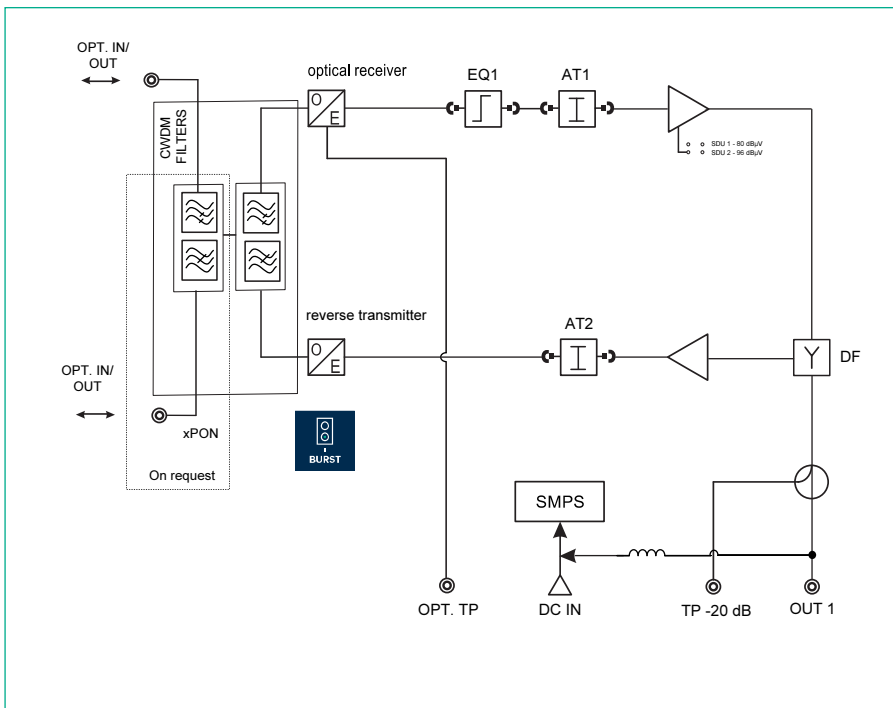 OPT. IN/
OUT
optical receiver
EQ1
AT1
O
E
CWDM
FILTERS
SDU 1 - 80 dBµV
SDU 2 - 96 dBµV
reverse transmitter
AT2
O
E
DF
OPT. IN/
OUT
xPON
BURST
On request
SMPS
OPT. TP
DC IN
TP -20 dB
OUT 1